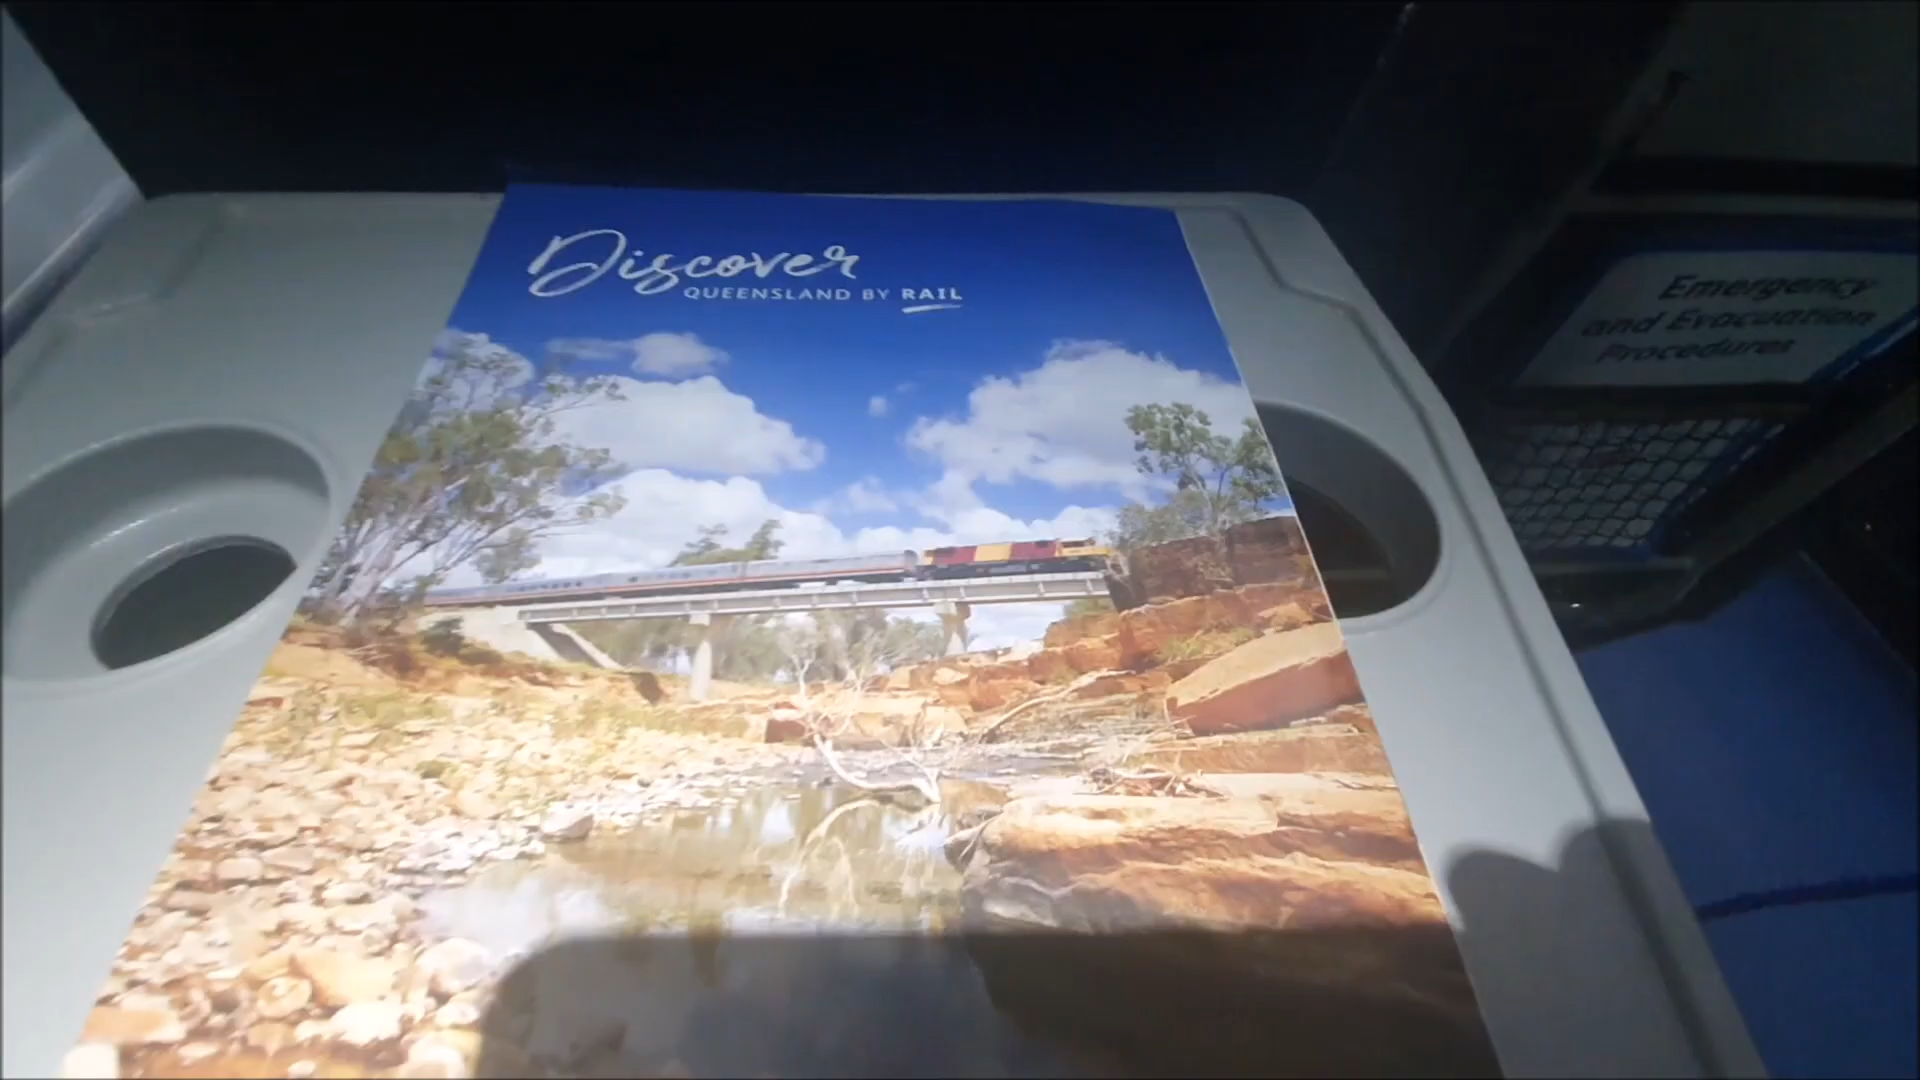 Discover
QUEENSLAND BY RAIL
Emergency
and Evacuation
Procedures